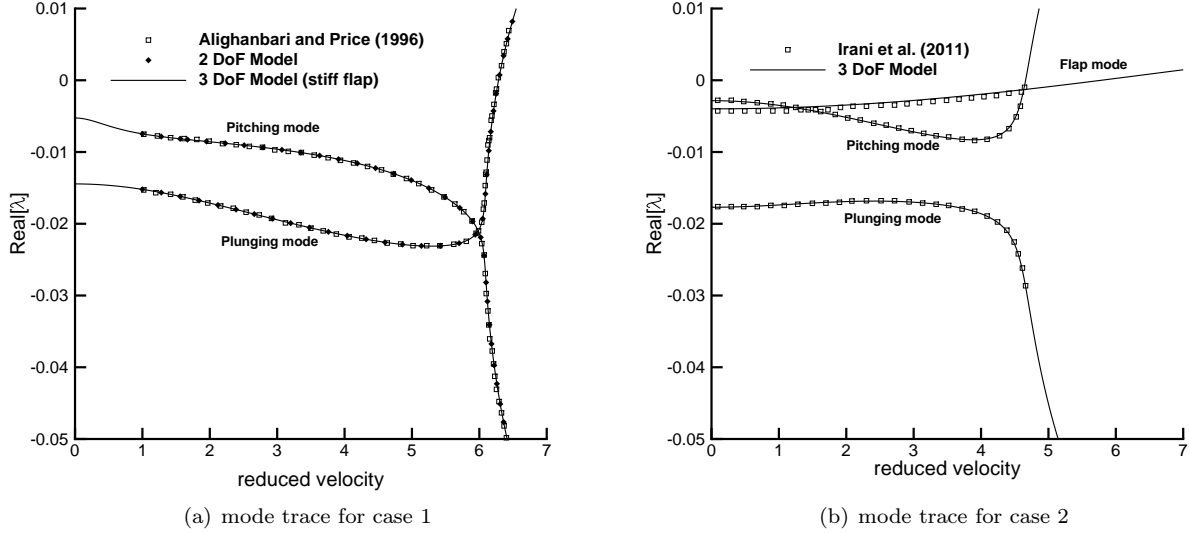 0.01
0
-0.01
-0.02
-0.03
-0.04
-0.05
Real[λ]
Alighanbari and Price (1996)
2 DoF Model
3 DoF Model (stiff flap)
Pitching mode
Plunging mode
0 1 2 3 4 5 6 7
reduced velocity
(a) mode trace for case 1
0.01
0
-0.01
-0.02
-0.03
-0.04
-0.05
Real[λ]
Irani et al. (2011)
3 DoF Model
Flap mode
Pitching mode
Plunging mode
0 1 2 3 4 5 6 7
reduced velocity
(b) mode trace for case 2